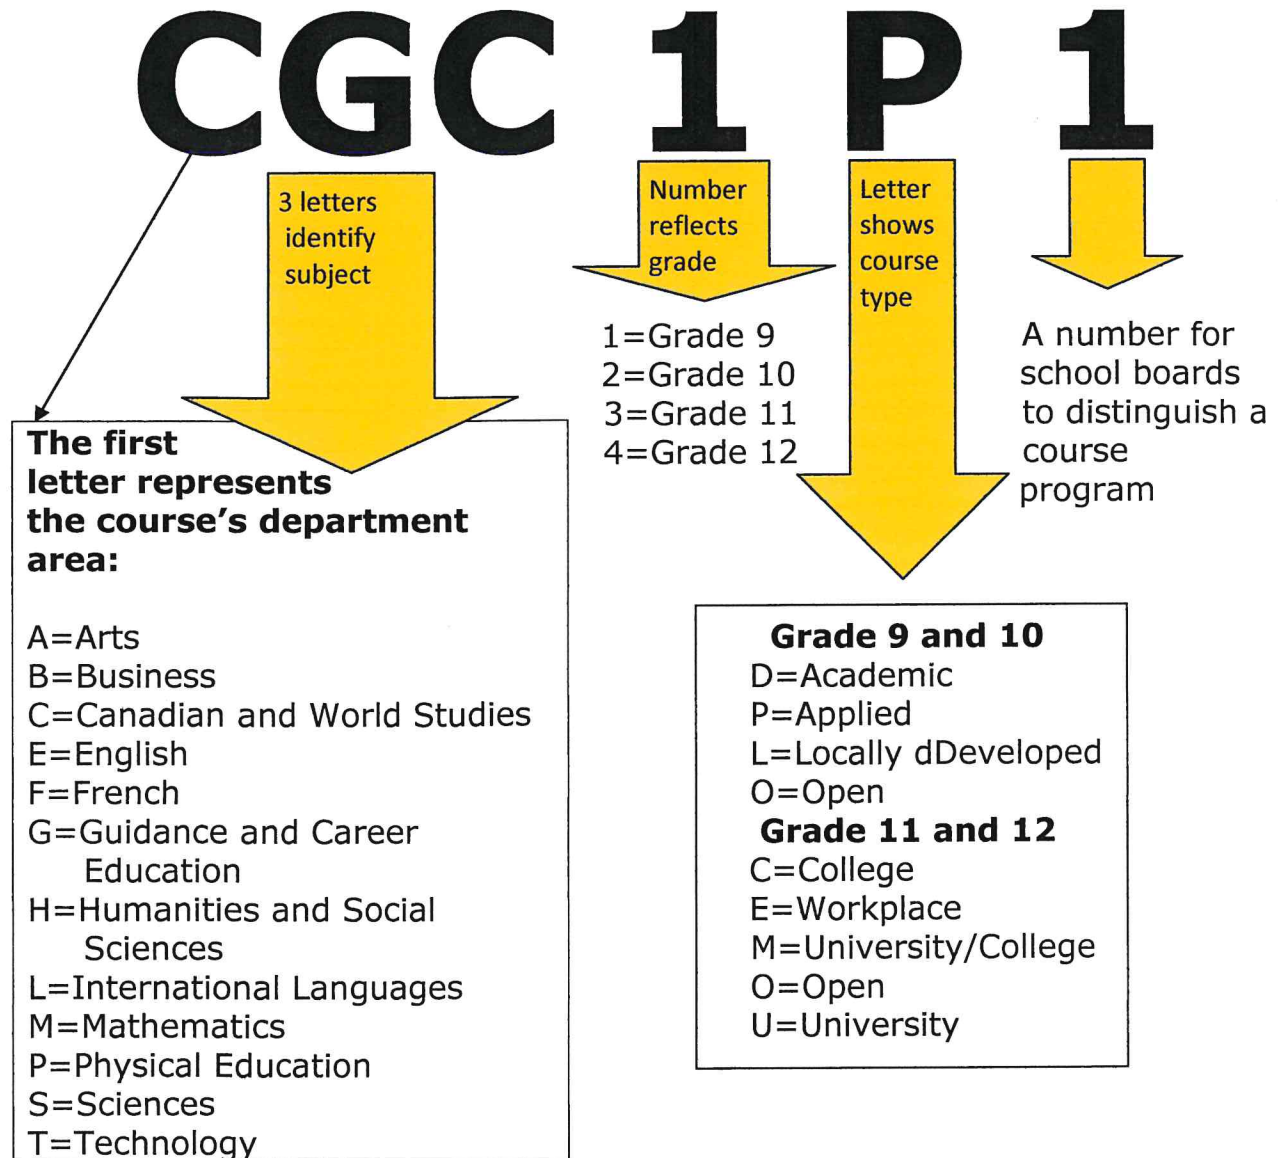 CGC 1 P 1
3 letters
identify
subject
Number
reflects
grade
Letter
shows
course
type
1=Grade 9
2=Grade 10
3=Grade 11
4=Grade 12
A number for
school boards
to distinguish a
course
program
The first
letter represents
the course's department
area:
A=Arts
B=Business
C=Canadian and World Studies
E=English
F=French
G=Guidance and Career
Education
H=Humanities and Social
Sciences
L=International Languages
M=Mathematics
P=Physical Education
S=Sciences
T=Technology
Grade 9 and 10
D=Academic
P=Applied
L=Locally dDeveloped
O=Open
Grade 11 and 12
C=College
E=Workplace
M=University/College
O=Open
U=University